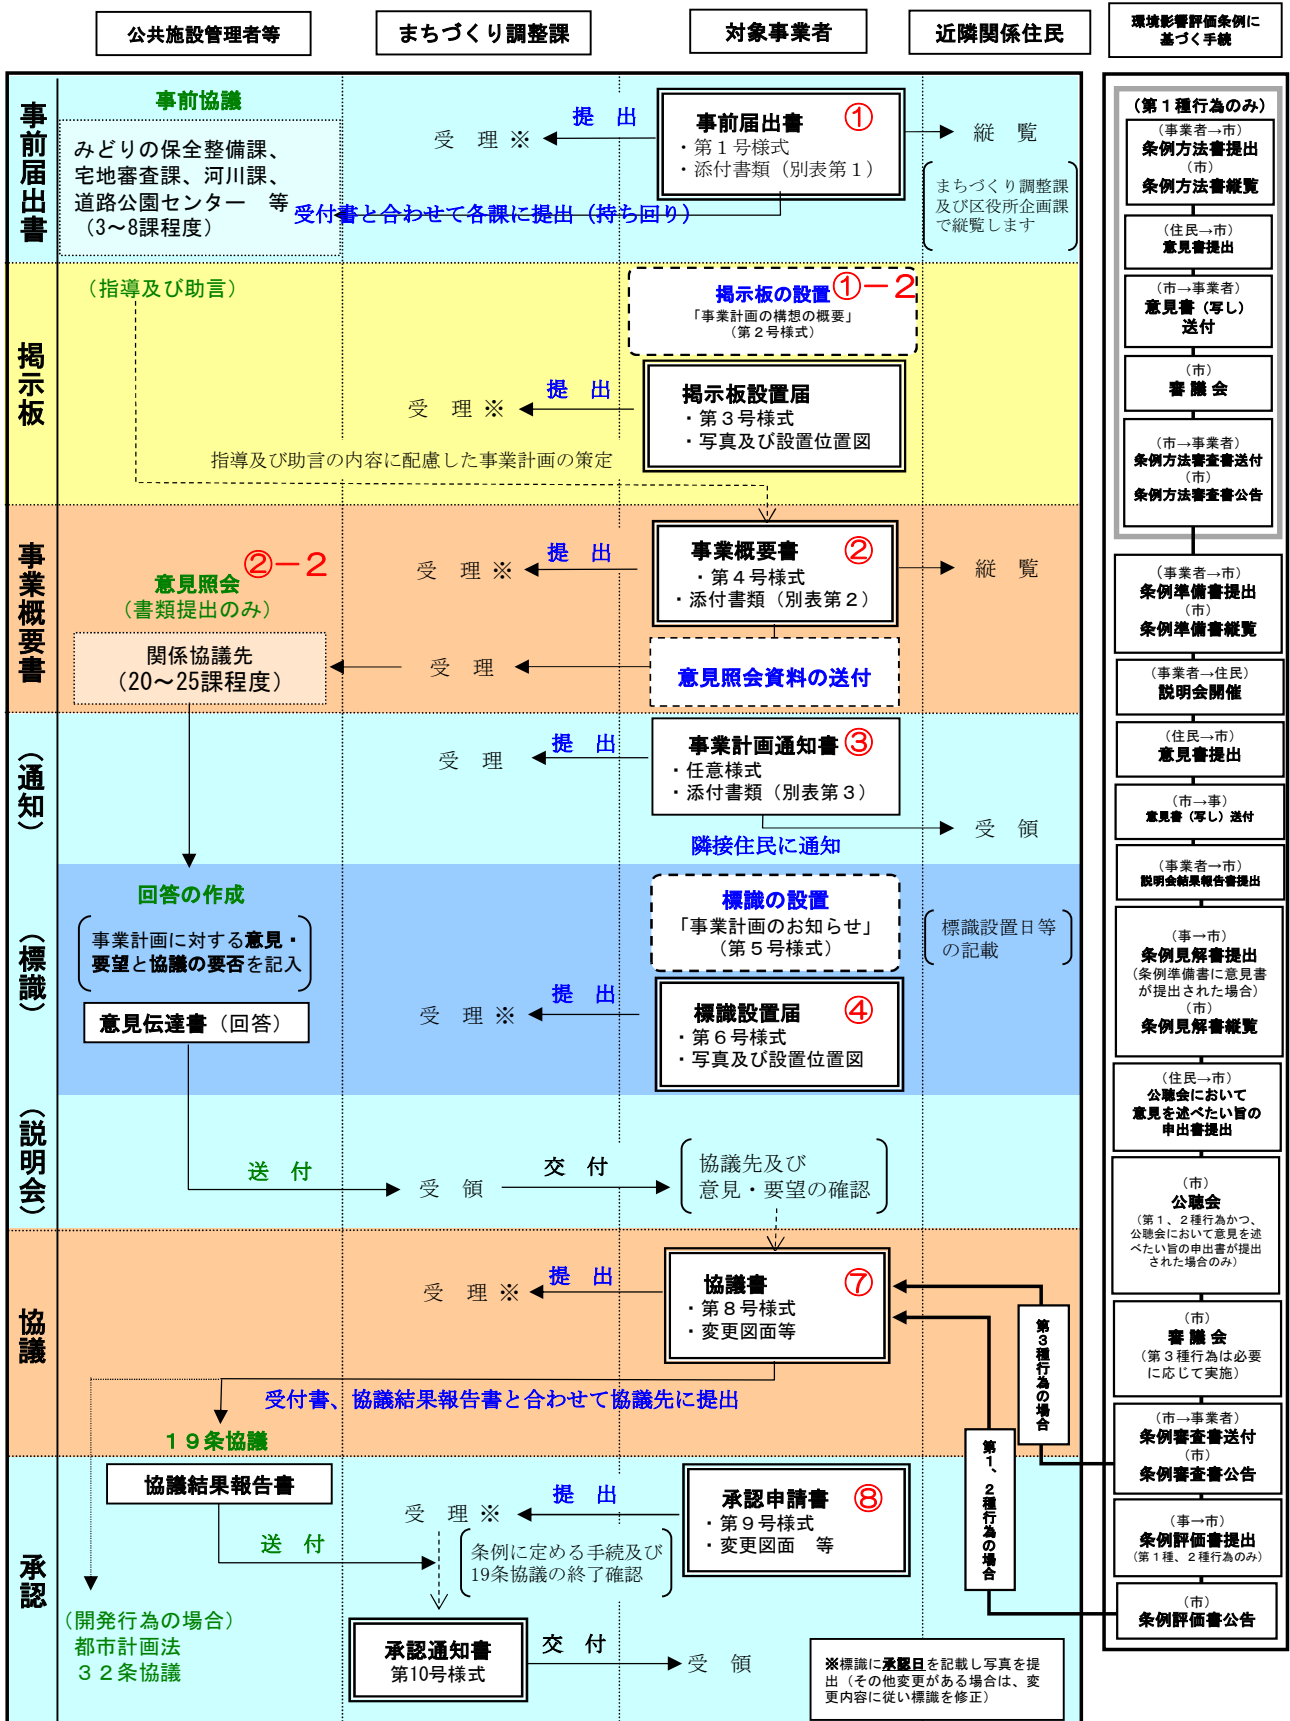 公共施設管理者等
まちづくり調整課
対象事業者
近隣関係住民
環境影響評価条例に
基づく手続
事前届出書
事前協議
みどりの保全整備課、
宅地審査課、河川課、
道路公園センター　等
（3～8課程度）
受　理※
提　出
事前届出書
①
・第１号様式
・添付書類（別表第１）
縦　覧
まちづくり調整課
及び区役所企画課
で縦覧します
受付書と合わせて各課に提出（持ち回り）
掲示板
（指導及び助言）
掲示板の設置
①－２
「事業計画の構想の概要」
（第２号様式）
受　理※
提　出
掲示板設置届
・第３号様式
・写真及び設置位置図
指導及び助言の内容に配慮した事業計画の策定
事業概要書
②－２
意見照会
（書類提出のみ）
受　理※
提　出
事業概要書
②
・第４号様式
・添付書類（別表第２）
縦　覧
関係協議先
（20～25課程度）
受　理
意見照会資料の送付
（通知）
受　理
提　出
事業計画通知書
③
・任意様式
・添付書類（別表第３）
受　領
隣接住民に通知
（標識）
回答の作成
事業計画に対する意見・
要望と協議の要否を記入
意見伝達書（回答）
標識の設置
「事業計画のお知らせ」
（第５号様式）
標識設置日等
の記載
受　理※
提　出
標識設置届
④
・第６号様式
・写真及び設置位置図
（説明会）
送　付
受　領
交　付
協議先及び
意見・要望の確認
協議
受　理※
提　出
協議書
⑦
・第８号様式
・変更図面等
受付書、協議結果報告書と合わせて協議先に提出
１９条協議
第３種行為の場合
第１、２種行為の場合
承認
協議結果報告書
送　付
受　理※
提　出
承認申請書
⑧
・第９号様式
・変更図面　等
条例に定める手続及び
19条協議の終了確認
（開発行為の場合）
都市計画法
３２条協議
承認通知書
第10号様式
交　付
受　領
※標識に承認日を記載し写真を提
出（その他変更がある場合は、変
更内容に従い標識を修正）
（第１種行為のみ）
（事業者→市）
条例方法書提出
（市）
条例方法書縦覧
（住民→市）
意見書提出
（市→事業者）
意見書（写し）
送付
（市）
審議会
（市→事業者）
条例方法審査書送付
（市）
条例方法審査書公告
（事業者→市）
条例準備書提出
（市）
条例準備書縦覧
（事業者→住民）
説明会開催
（住民→市）
意見書提出
（市→事）
意見書（写し）送付
（事業者→市）
説明会結果報告書提出
（事→市）
条例見解書提出
（条例準備書に意見書
が提出された場合）
（市）
条例見解書縦覧
（住民→市）
公聴会において
意見を述べたい旨の
申出書提出
（市）
公聴会
（第１、２種行為かつ、
公聴会において意見を述
べたい旨の申出書が提出
された場合のみ）
（市）
審議会
（第３種行為は必要
に応じて実施）
（市→事業者）
条例審査書送付
（市）
条例審査書公告
（事→市）
条例評価書提出
（第１種、２種行為のみ）
（市）
条例評価書公告